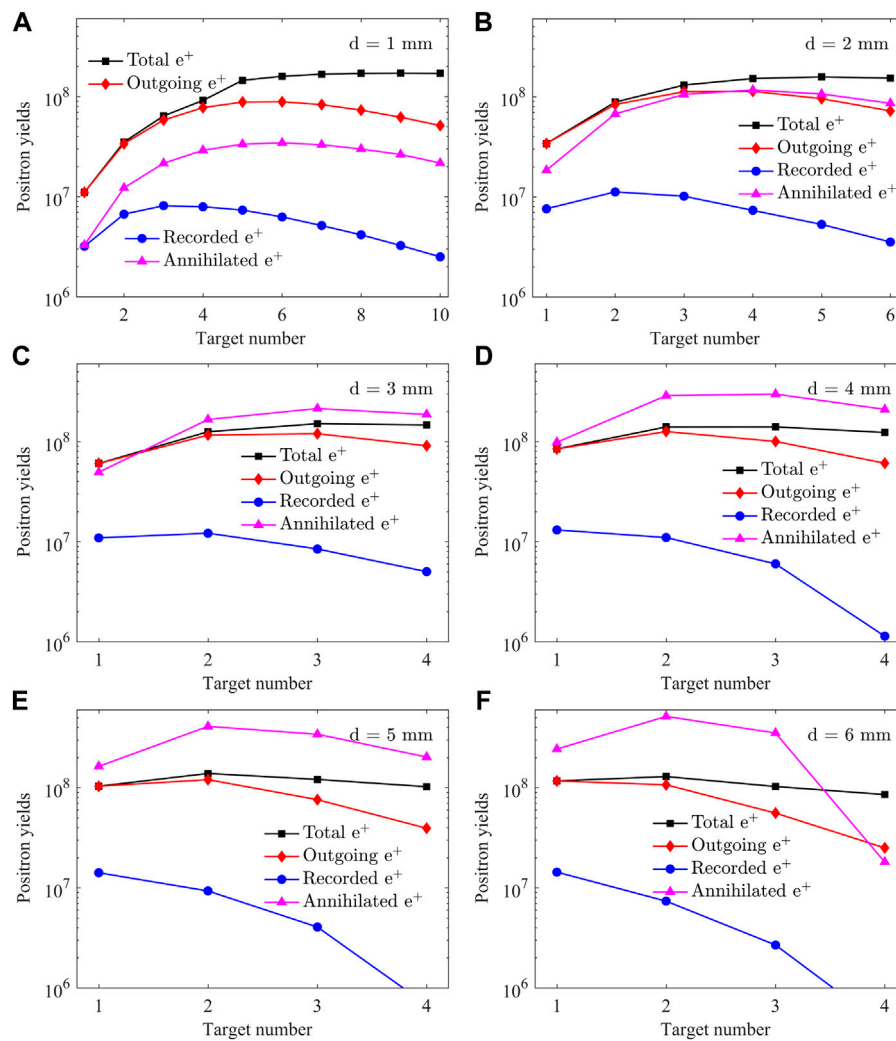 A
d = 1 mm
Total e+
Outgoing e+
Recorded e+
Annihilated e+
Positron yields
10^8
10^7
10^6
2 4 6 8 10
Target number
B
d = 2 mm
Total e+
Outgoing e+
Recorded e+
Annihilated e+
Positron yields
10^8
10^7
10^6
1 2 3 4 5 6
Target number
C
d = 3 mm
Total e+
Outgoing e+
Recorded e+
Annihilated e+
Positron yields
10^8
10^7
10^6
1 2 3 4
Target number
D
d = 4 mm
Total e+
Outgoing e+
Recorded e+
Annihilated e+
Positron yields
10^8
10^7
10^6
1 2 3 4
Target number
E
d = 5 mm
Total e+
Outgoing e+
Recorded e+
Annihilated e+
Positron yields
10^8
10^7
10^6
1 2 3 4
Target number
F
d = 6 mm
Total e+
Outgoing e+
Recorded e+
Annihilated e+
Positron yields
10^8
10^7
10^6
1 2 3 4
Target number